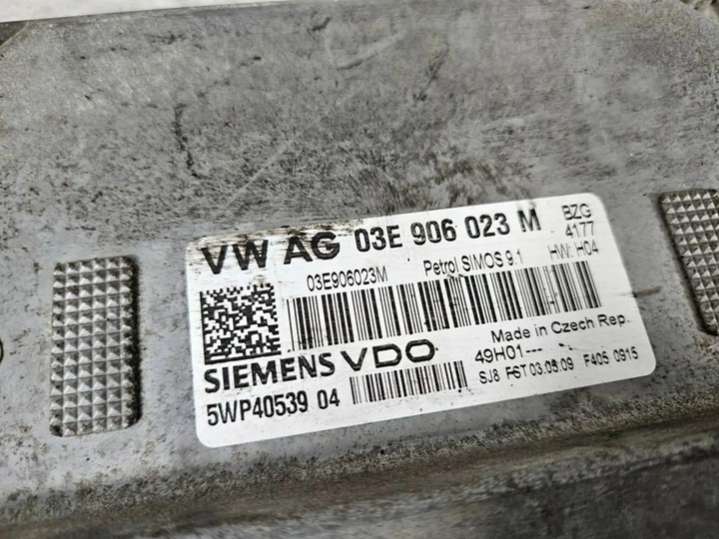 VW AG 03E 906 023 M
BZG
4177
03E906023M Petrol SIMOS 9.1 HW: H04
Made in Czech Rep.
SIEMENS VDO 49H01---
5WP40539 04 SJ8 F6T 03.08.09 F405 0915